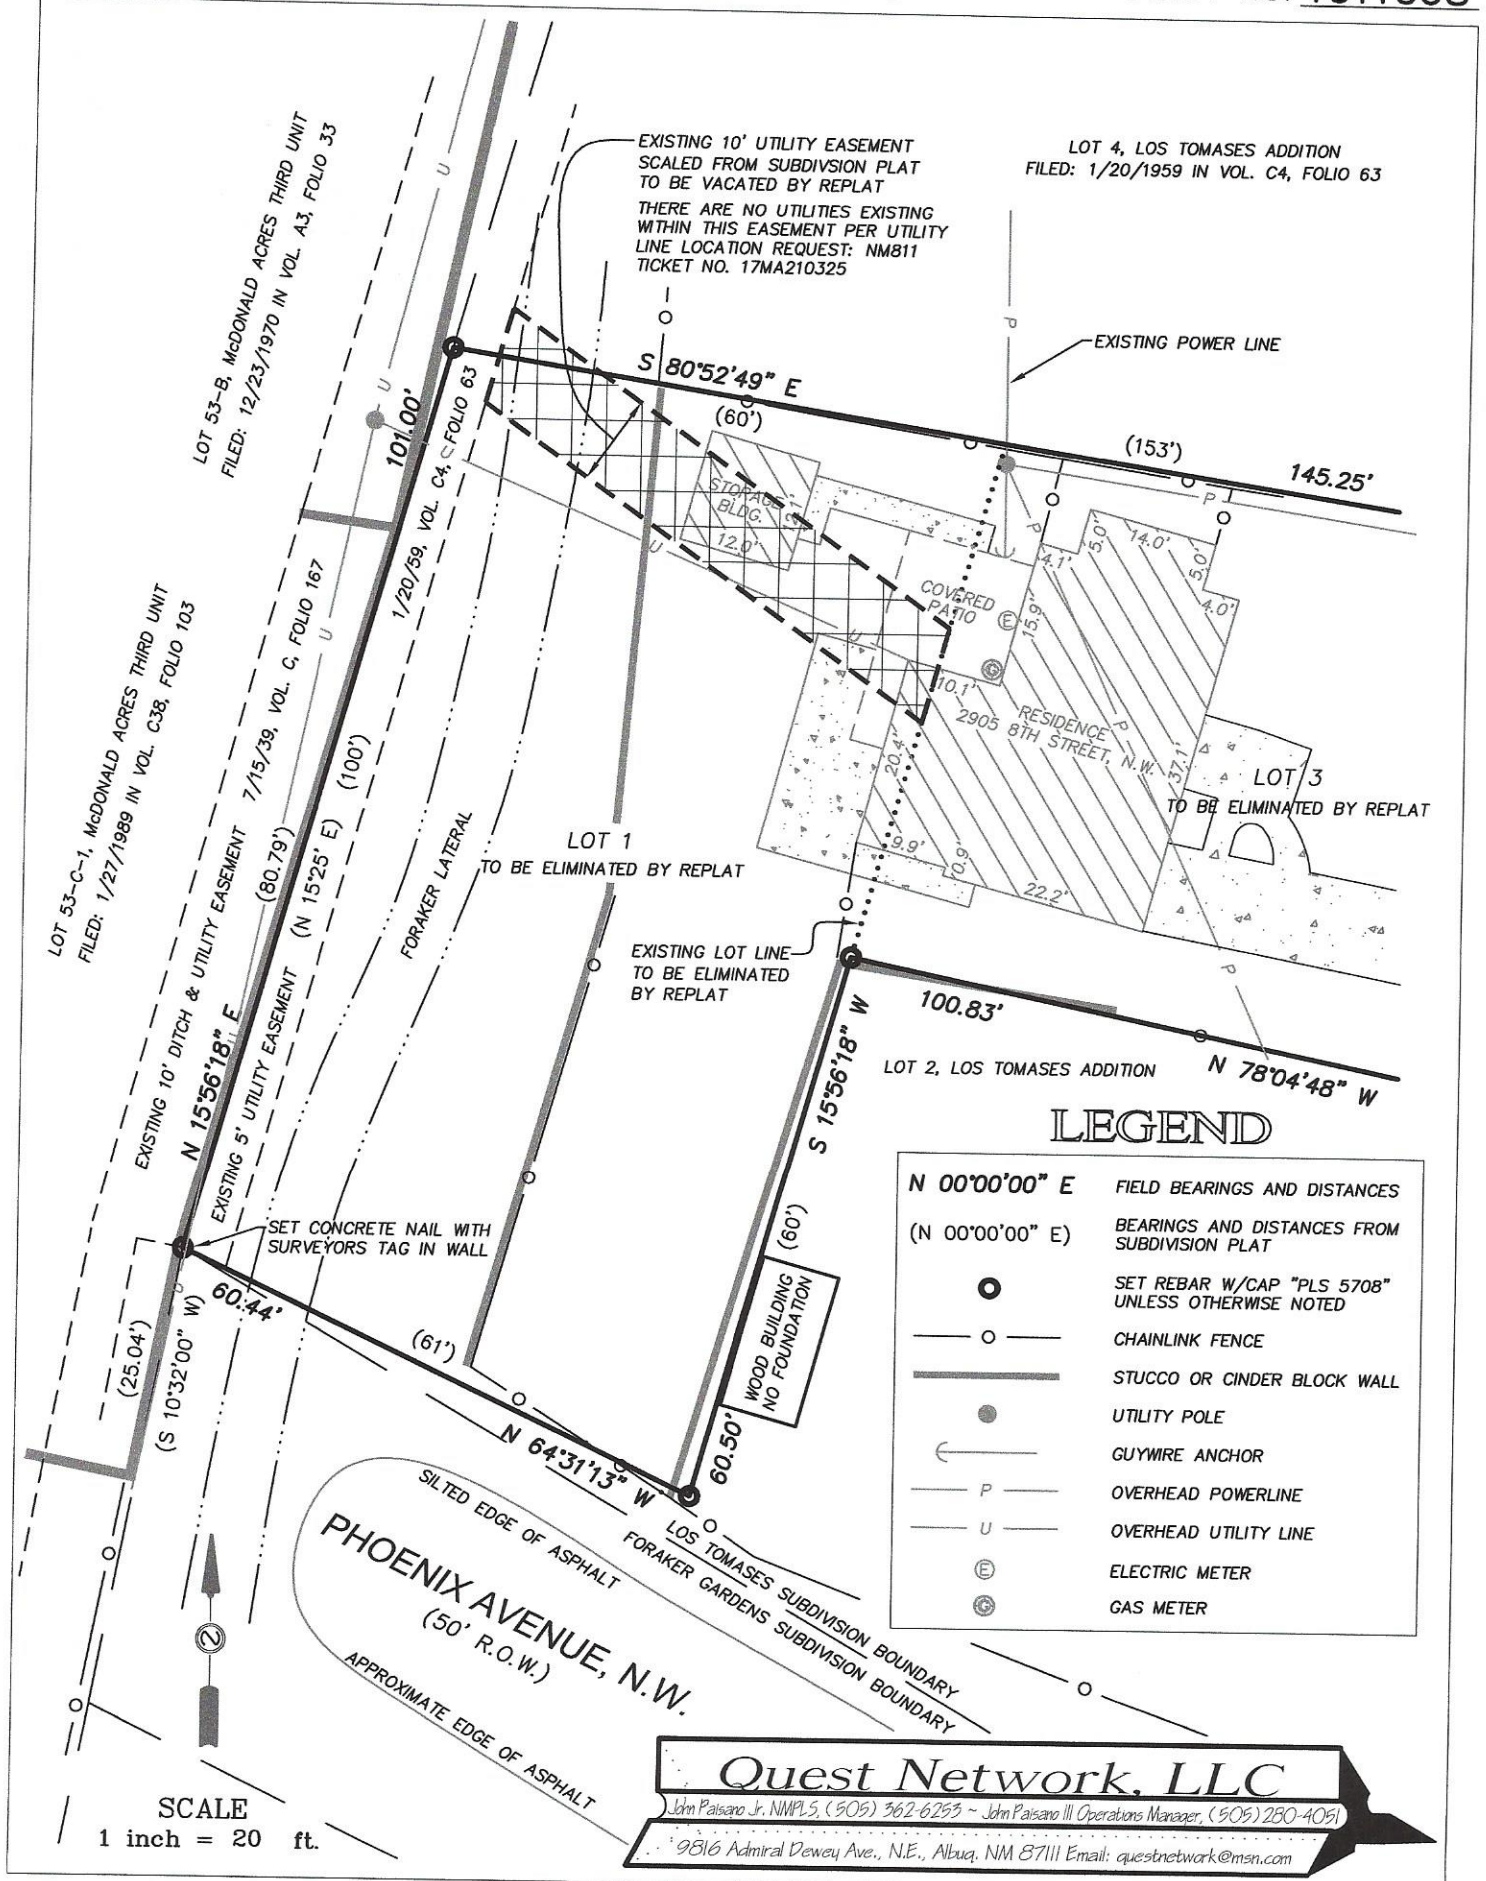 EXISTING 10' UTILITY EASEMENT
SCALED FROM SUBDIVSION PLAT
TO BE VACATED BY REPLAT
THERE ARE NO UTILITIES EXISTING
WITHIN THIS EASEMENT PER UTILITY
LINE LOCATION REQUEST: NM811
TICKET NO. 17MA210325
LOT 4, LOS TOMASES ADDITION
FILED: 1/20/1959 IN VOL. C4, FOLIO 63
LOT 53-B, McDONALD ACRES THIRD UNIT
FILED: 12/23/1970 IN VOL. A3, FOLIO 33
U
U
P
EXISTING POWER LINE
S 80°52'49" E
(60')
(153')
145.25'
P
101.00'
1/20/59, VOL. C4, FOLIO 63
STORAGE
BLDG.
12.0'
12.1'
U
U
COVERED
PATIO
E
G
4.1'
5.0'
14.0'
5.0'
4.0'
15.9'
10.1'
P
RESIDENCE
2905 8TH STREET, N.W.
P
20.4'
37.1'
9.9'
0.9'
22.2'
LOT 3
TO BE ELIMINATED BY REPLAT
LOT 53-C-1, McDONALD ACRES THIRD UNIT
FILED: 1/27/1989 IN VOL. C38, FOLIO 103
EXISTING 10' DITCH & UTILITY EASEMENT 7/15/39, VOL. C, FOLIO 167
U
(80.79')
(N 15°25' E) (100')
N 15°56'18" E
EXISTING 5' UTILITY EASEMENT
FORAKER LATERAL
LOT 1
TO BE ELIMINATED BY REPLAT
EXISTING LOT LINE
TO BE ELIMINATED
BY REPLAT
P
100.83'
N 78°04'48" W
LOT 2, LOS TOMASES ADDITION
S 15°56'18" W
(60')
60.50'
WOOD BUILDING
NO FOUNDATION
SET CONCRETE NAIL WITH
SURVEYORS TAG IN WALL
60.44'
(61')
N 64°31'13" W
(25.04')
(S 10°32'00" W)
LEGEND
N 00°00'00" E FIELD BEARINGS AND DISTANCES
(N 00°00'00" E) BEARINGS AND DISTANCES FROM
SUBDIVISION PLAT
SET REBAR W/CAP "PLS 5708"
UNLESS OTHERWISE NOTED
CHAINLINK FENCE
STUCCO OR CINDER BLOCK WALL
UTILITY POLE
GUYWIRE ANCHOR
P OVERHEAD POWERLINE
U OVERHEAD UTILITY LINE
E ELECTRIC METER
G GAS METER
SILTED EDGE OF ASPHALT
PHOENIX AVENUE, N.W.
(50' R.O.W.)
APPROXIMATE EDGE OF ASPHALT
LOS TOMASES SUBDIVISION BOUNDARY
FORAKER GARDENS SUBDIVISION BOUNDARY
N
SCALE
1 inch = 20 ft.
Quest Network, LLC
John Paisano Jr. NMPLS, (505) 362-6253 ~ John Paisano III Operations Manager, (505) 280-4051
9816 Admiral Dewey Ave., N.E., Albuq. NM 87111 Email: questnetwork@msn.com